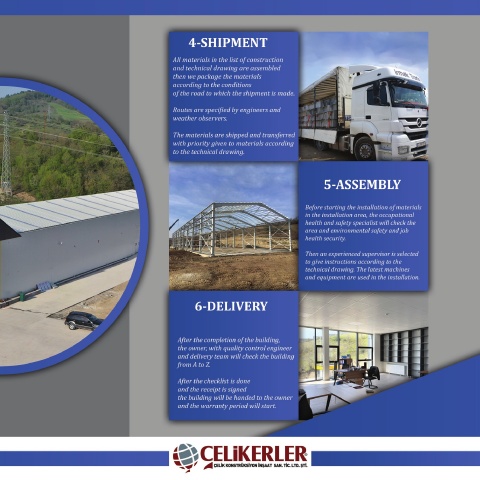 4-SHIPMENT
All materials in the list of construction
and technical drawing are assembled
then we package the materials
according to the conditions
of the road to which the shipment is made.
Routes are specified by engineers and
weather observers.
The materials are shipped and transferred
with priority given to materials according
to the technical drawing.
5-ASSEMBLY
Before starting the installation of materials
in the installation area, the occupational
health and safety specialist will check the
area and environmental safety and job
health security.
Then an experienced supervisor is selected
to give instructions according to the
technical drawing. The latest machines
and equipment are used in the installation.
6-DELIVERY
After the completion of the building,
the owner, with quality control engineer
and delivery team will check the building
from A to Z.
After the checklist is done
and the receipt is signed
the building will be handed to the owner
and the warranty period will start.
ÇELİKERLER
ÇELİK KONSTRÜKSİYON İNŞAAT SAN. TİC. LTD. ŞTİ.